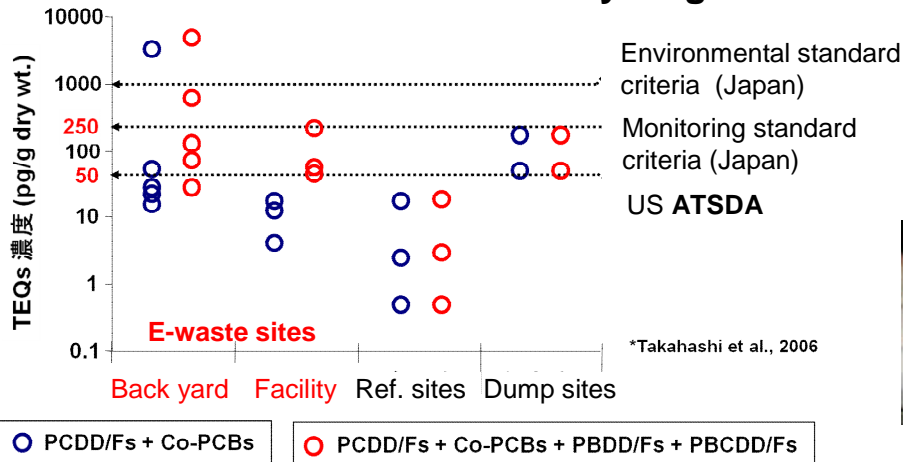 10000
1000
250
100
50
10
1
0.1
TEQs 濃度 (pg/g dry wt.)
Environmental standard
criteria (Japan)
Monitoring standard
criteria (Japan)
US ATSDA
E-waste sites
*Takahashi et al., 2006
Back yard Facility Ref. sites Dump sites
PCDD/Fs + Co-PCBs
PCDD/Fs + Co-PCBs + PBDD/Fs + PBCDD/Fs